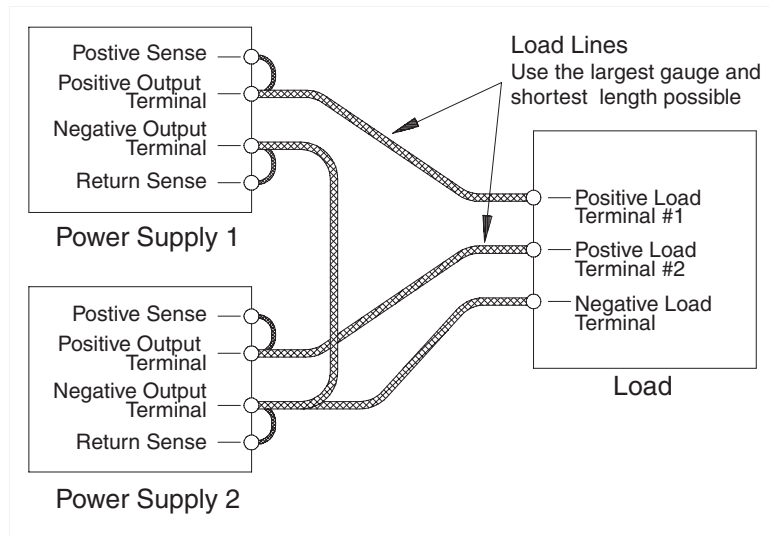 Postive Sense
Positive Output
Terminal
Negative Output
Terminal
Return Sense
Power Supply 1
Load Lines
Use the largest gauge and
shortest length possible
Positive Load
Terminal #1
Postive Load
Terminal #2
Negative Load
Terminal
Load
Postive Sense
Positive Output
Terminal
Negative Output
Terminal
Return Sense
Power Supply 2